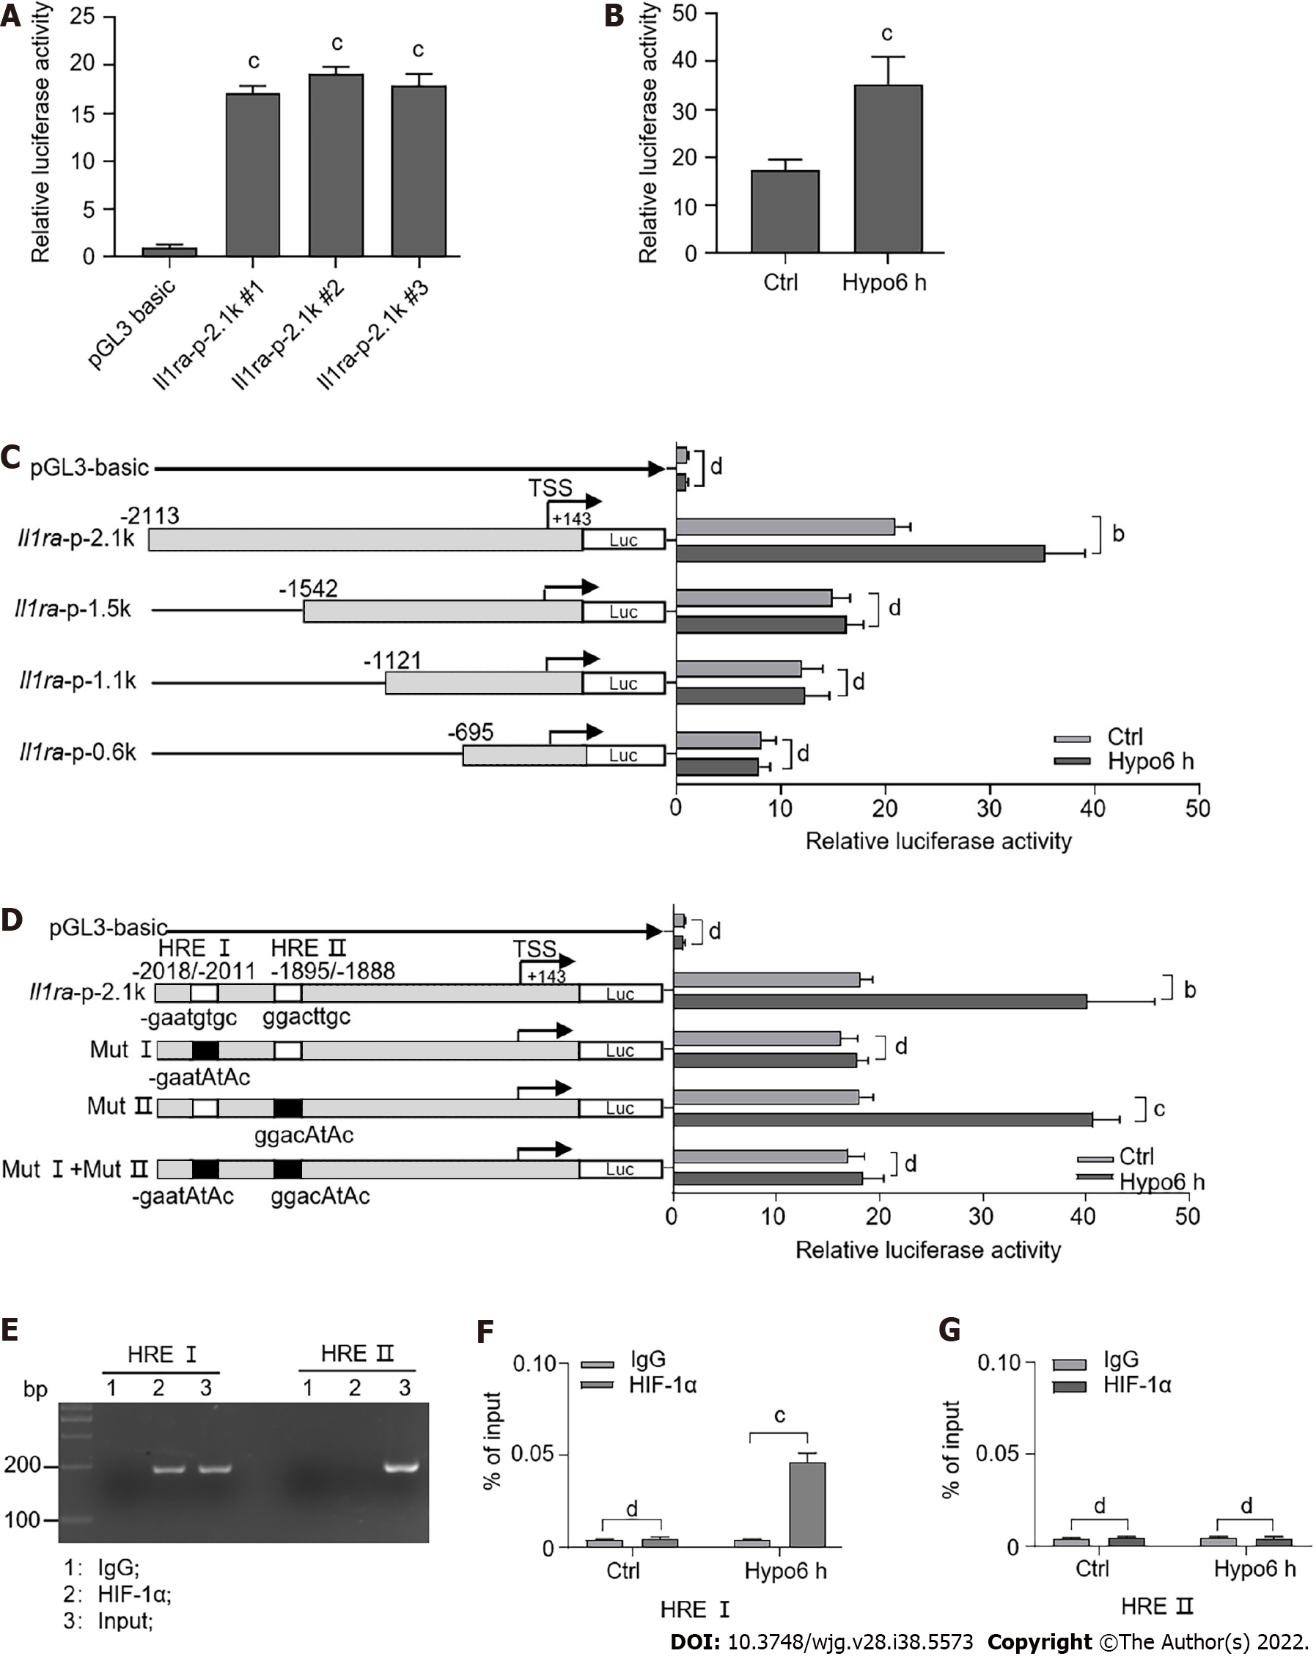 A
Relative luciferase activity
25
20
15
10
5
0
c
c
c
pGL3 basic
Il1ra-p-2.1k #1
Il1ra-p-2.1k #2
Il1ra-p-2.1k #3
B
Relative luciferase activity
50
40
30
20
10
0
c
Ctrl
Hypo6 h
C
pGL3-basic
d
TSS
-2113
+143
Il1ra-p-2.1k
Luc
b
-1542
Il1ra-p-1.5k
Luc
d
-1121
Il1ra-p-1.1k
Luc
d
-695
Il1ra-p-0.6k
Luc
d
Ctrl
Hypo6 h
0 10 20 30 40 50
Relative luciferase activity
D
pGL3-basic
d
HRE Ⅰ HRE Ⅱ TSS
-2018/-2011 -1895/-1888 +143
Il1ra-p-2.1k
Luc
b
-gaatgtgc ggacttgc
Mut Ⅰ
Luc
d
-gaatAtAc
Mut Ⅱ
Luc
c
ggacAtAc
Mut Ⅰ+Mut Ⅱ
Luc
d
-gaatAtAc ggacAtAc
Ctrl
Hypo6 h
0 10 20 30 40 50
Relative luciferase activity
E
HRE Ⅰ HRE Ⅱ
bp 1 2 3 1 2 3
200
100
1: IgG;
2: HIF-1α;
3: Input;
F
% of input
0.10
0.05
0
IgG
HIF-1α
d
c
Ctrl Hypo6 h
HRE Ⅰ
G
% of input
0.10
0.05
0
IgG
HIF-1α
d
d
Ctrl Hypo6 h
HRE Ⅱ
DOI: 10.3748/wjg.v28.i38.5573 Copyright ©The Author(s) 2022.